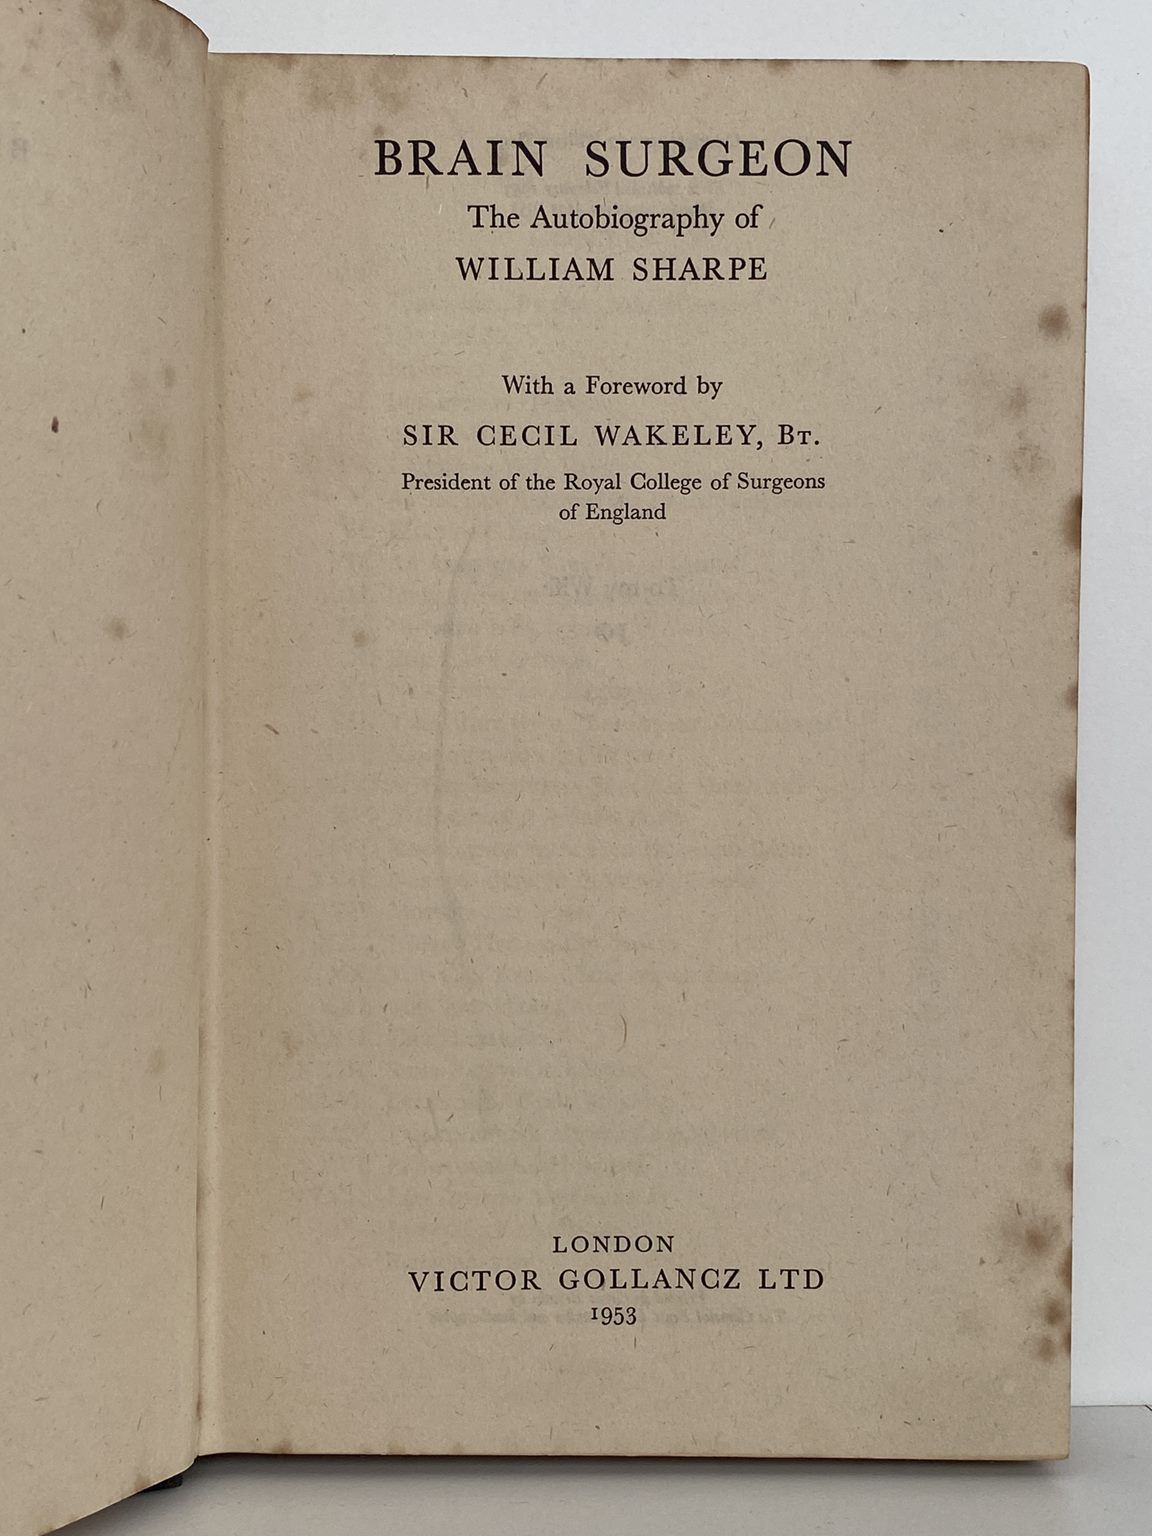 BRAIN SURGEON
The Autobiography of
WILLIAM SHARPE
With a Foreword by
SIR CECIL WAKELEY, BT.
President of the Royal College of Surgeons
of England
LONDON
VICTOR GOLLANCZ LTD
1953